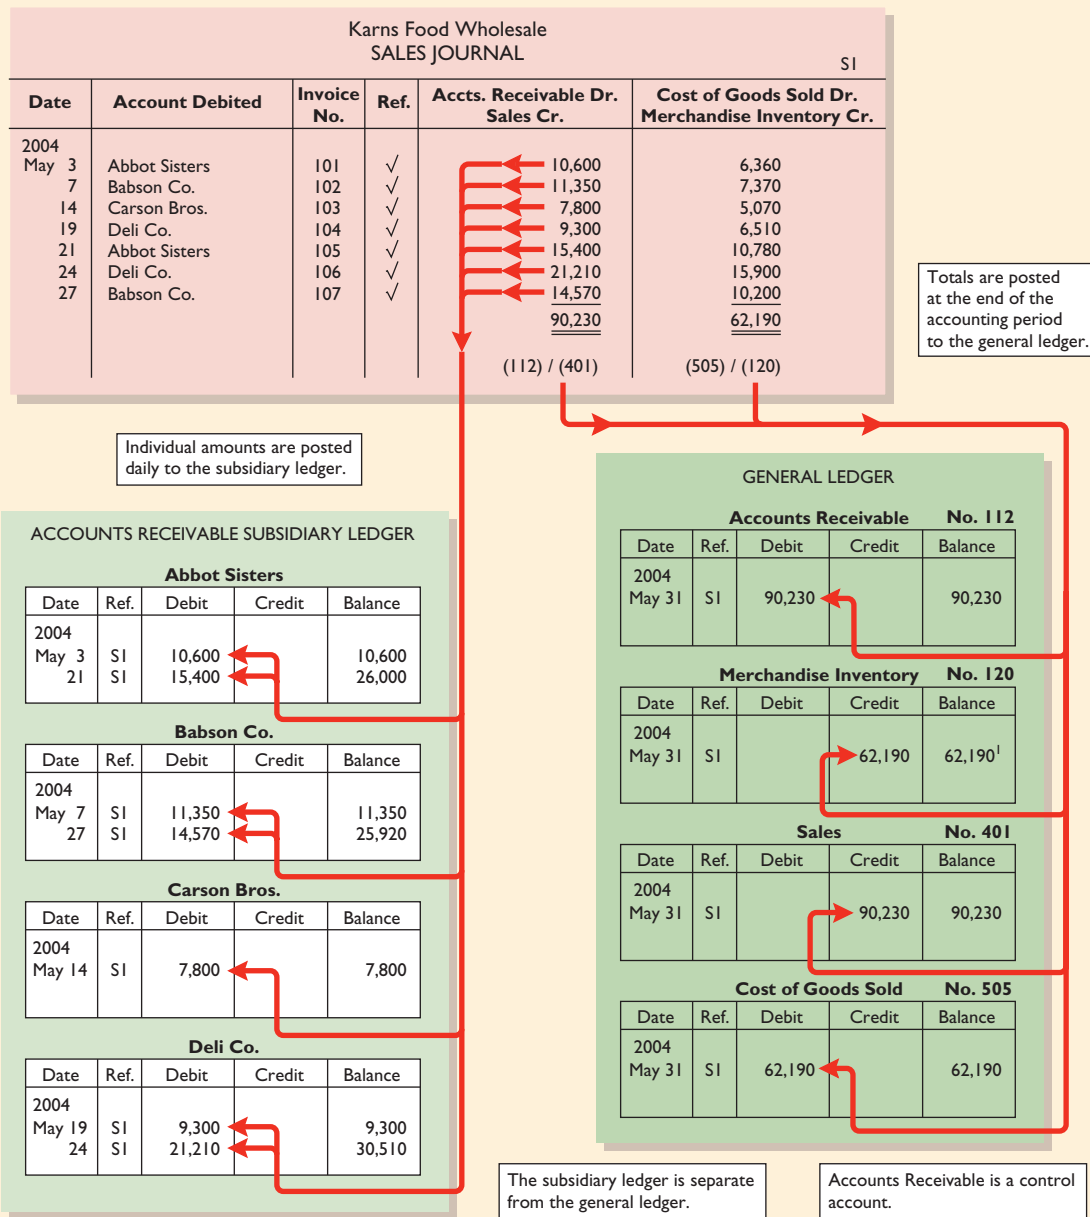 Karns Food Wholesale
SALES JOURNAL
S1
Date Account Debited Invoice No. Ref. Accts. Receivable Dr. Sales Cr. Cost of Goods Sold Dr. Merchandise Inventory Cr.
2004
May 3 Abbot Sisters 101 √ 10,600 6,360
7 Babson Co. 102 √ 11,350 7,370
14 Carson Bros. 103 √ 7,800 5,070
19 Deli Co. 104 √ 9,300 6,510
21 Abbot Sisters 105 √ 15,400 10,780
24 Deli Co. 106 √ 21,210 15,900
27 Babson Co. 107 √ 14,570 10,200
90,230 62,190
(112) / (401) (505) / (120)
Totals are posted
at the end of the
accounting period
to the general ledger.
Individual amounts are posted
daily to the subsidiary ledger.
ACCOUNTS RECEIVABLE SUBSIDIARY LEDGER
Abbot Sisters
Date Ref. Debit Credit Balance
2004
May 3 S1 10,600 10,600
21 S1 15,400 26,000
Babson Co.
Date Ref. Debit Credit Balance
2004
May 7 S1 11,350 11,350
27 S1 14,570 25,920
Carson Bros.
Date Ref. Debit Credit Balance
2004
May 14 S1 7,800 7,800
Deli Co.
Date Ref. Debit Credit Balance
2004
May 19 S1 9,300 9,300
24 S1 21,210 30,510
GENERAL LEDGER
Accounts Receivable No. 112
Date Ref. Debit Credit Balance
2004
May 31 S1 90,230 90,230
Merchandise Inventory No. 120
Date Ref. Debit Credit Balance
2004
May 31 S1 62,190 62,190¹
Sales No. 401
Date Ref. Debit Credit Balance
2004
May 31 S1 90,230 90,230
Cost of Goods Sold No. 505
Date Ref. Debit Credit Balance
2004
May 31 S1 62,190 62,190
The subsidiary ledger is separate
from the general ledger.
Accounts Receivable is a control
account.